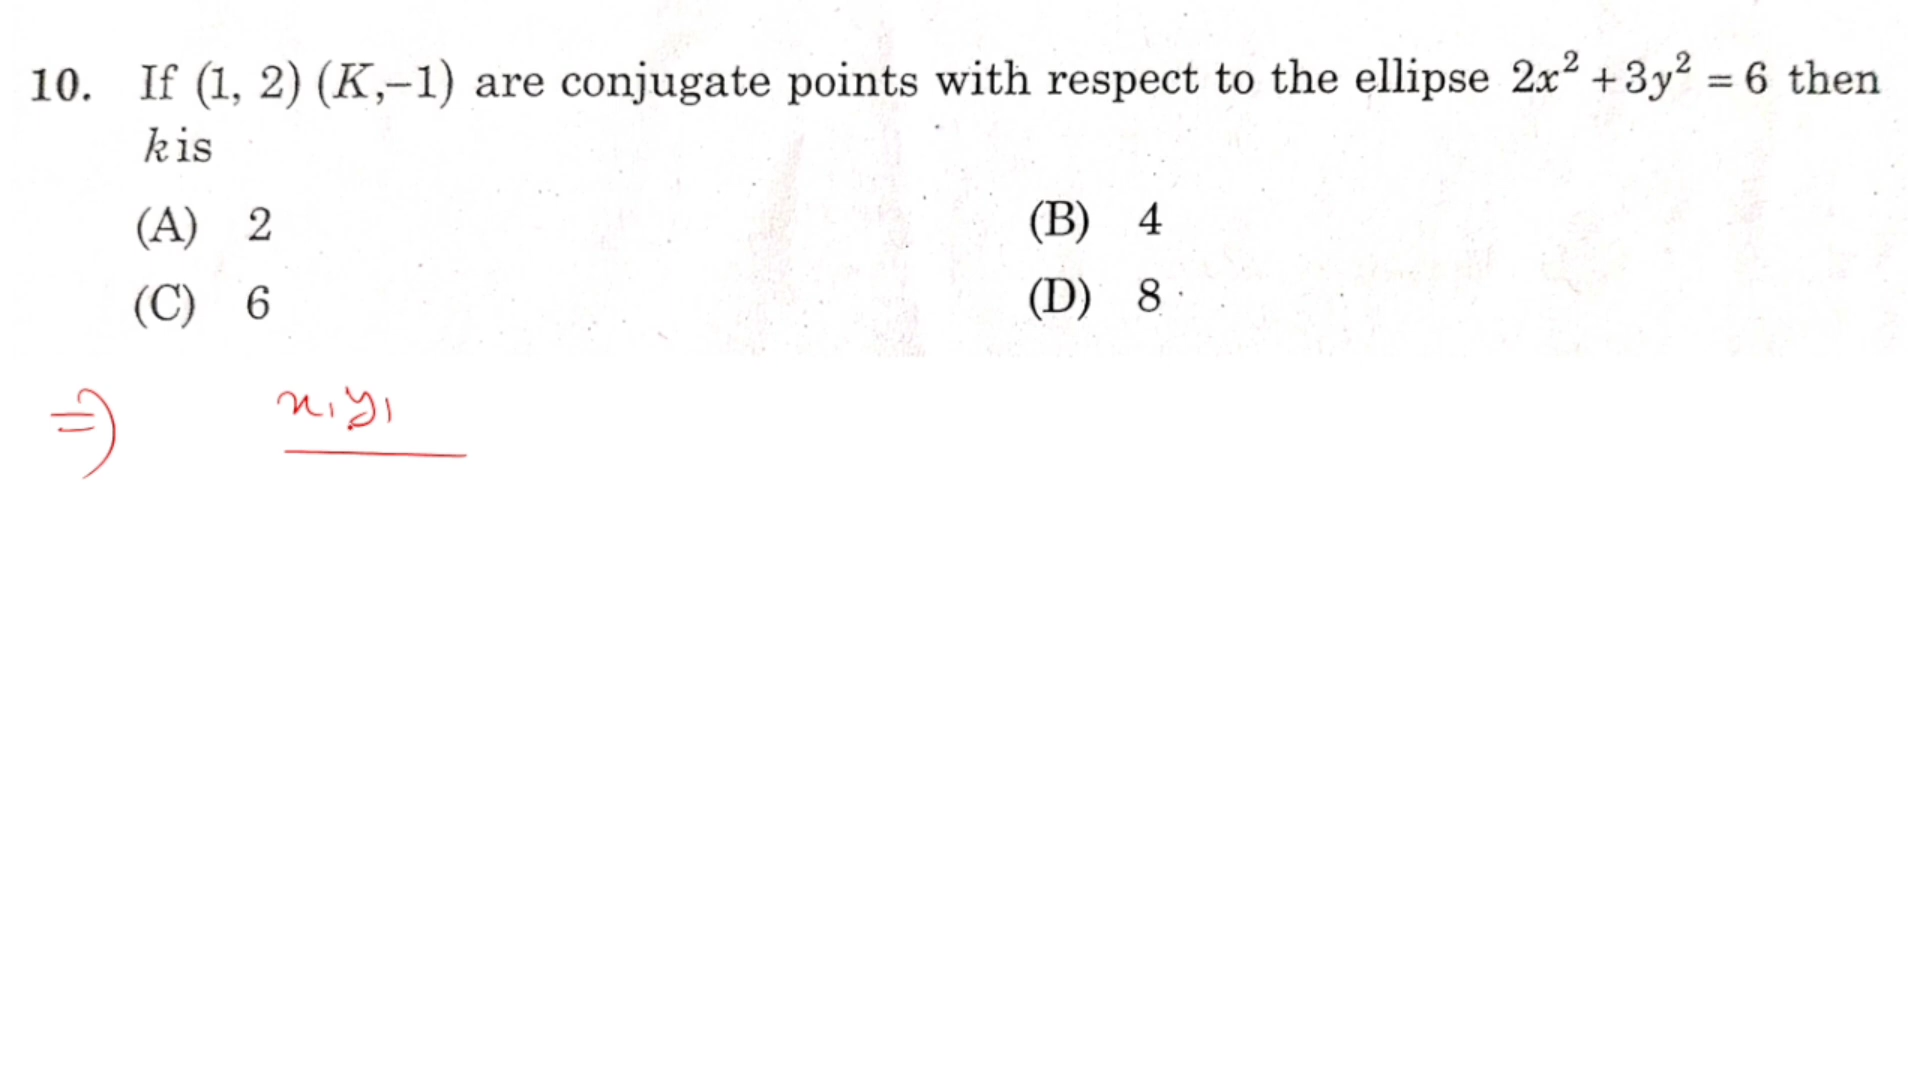 10. If (1, 2) (K,–1) are conjugate points with respect to the ellipse 2x² + 3y² = 6 then
k is
(A) 2 (B) 4
(C) 6 (D) 8
⇒) x₁y₁